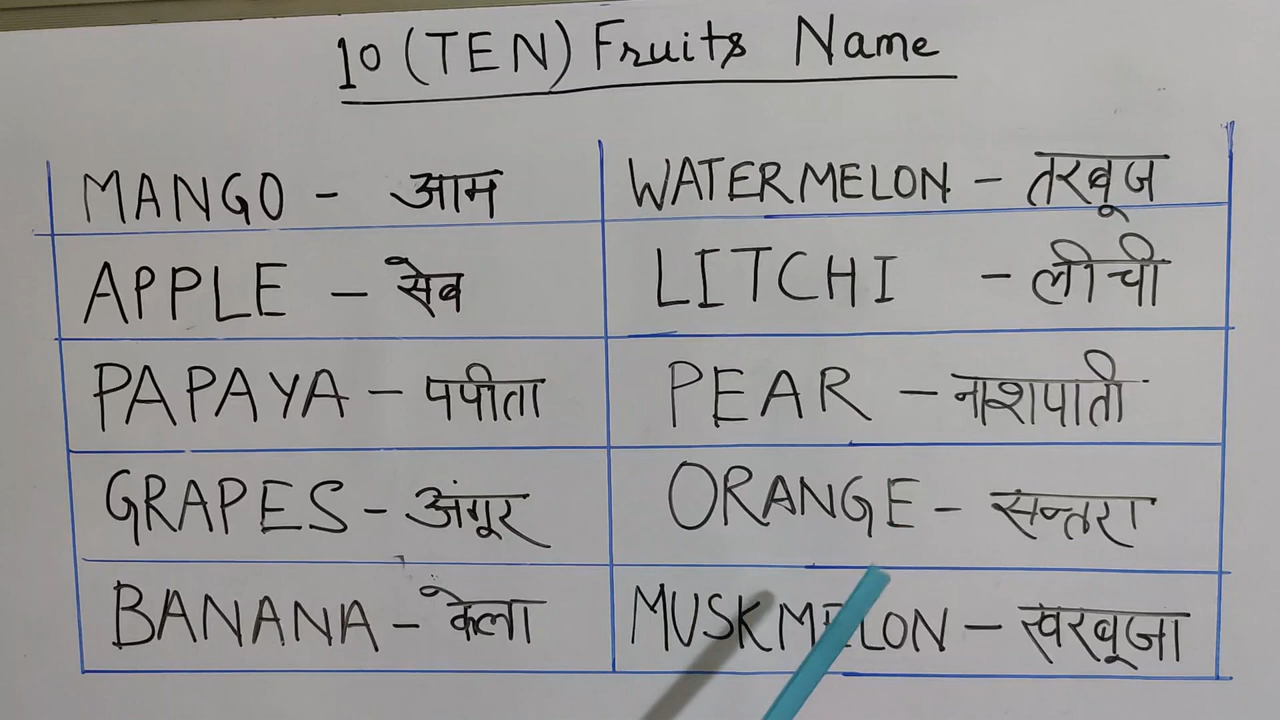 10 (TEN) Fruits Name
MANGO - आम
WATERMELON - तरबूज
APPLE - सेब
LITCHI - लीची
PAPAYA - पपीता
PEAR - नाशपाती
GRAPES - अंगूर
ORANGE - सन्तरा
BANANA - केला
MUSKMELON - खरबूजा